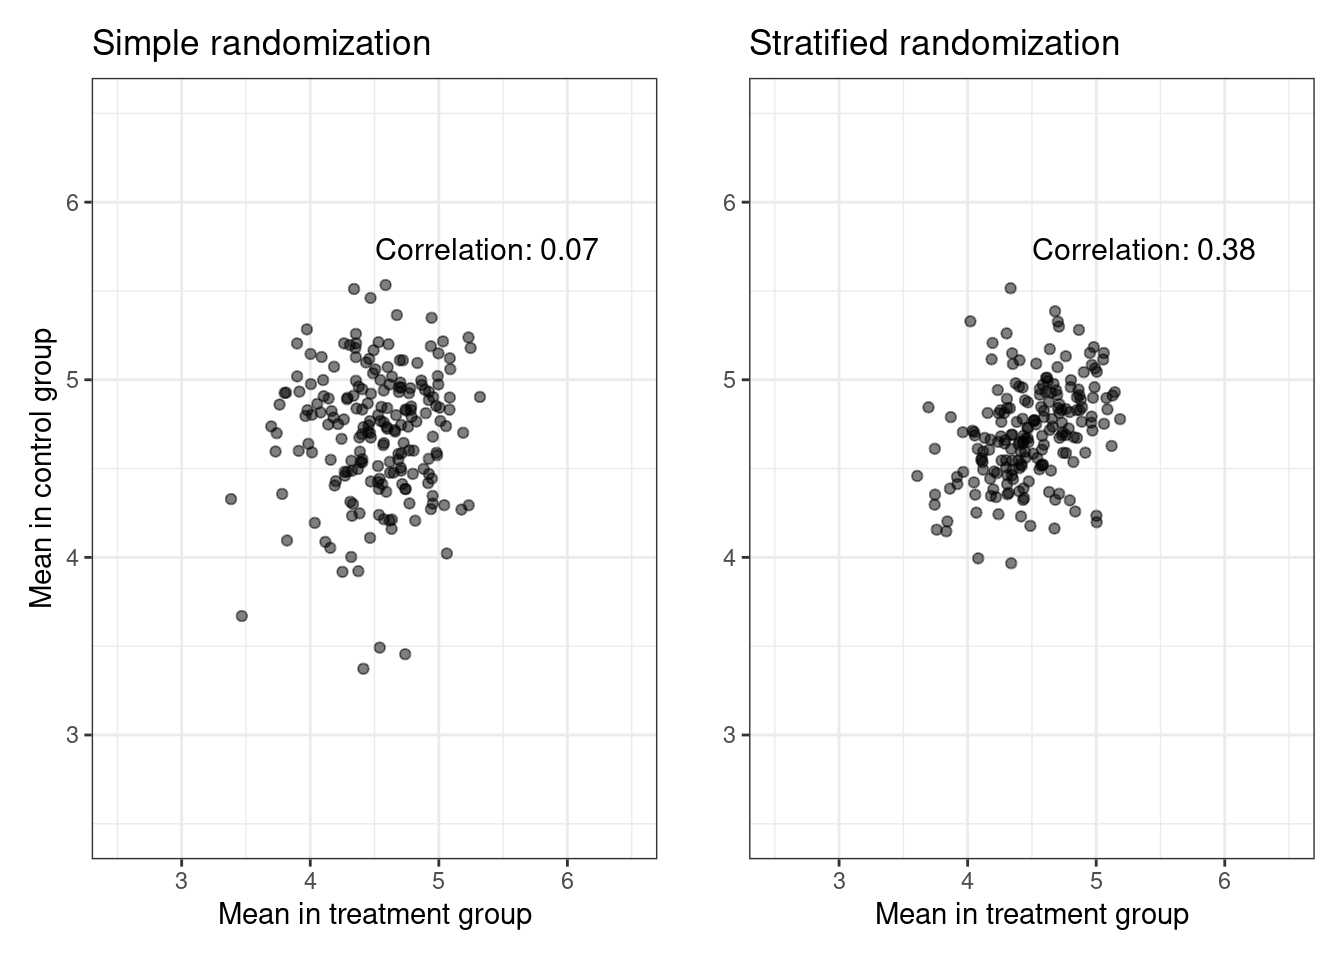 Simple randomization
Correlation: 0.07
Mean in control group
6
5
4
3
3 4 5 6
Mean in treatment group
Stratified randomization
Correlation: 0.38
6
5
4
3
3 4 5 6
Mean in treatment group